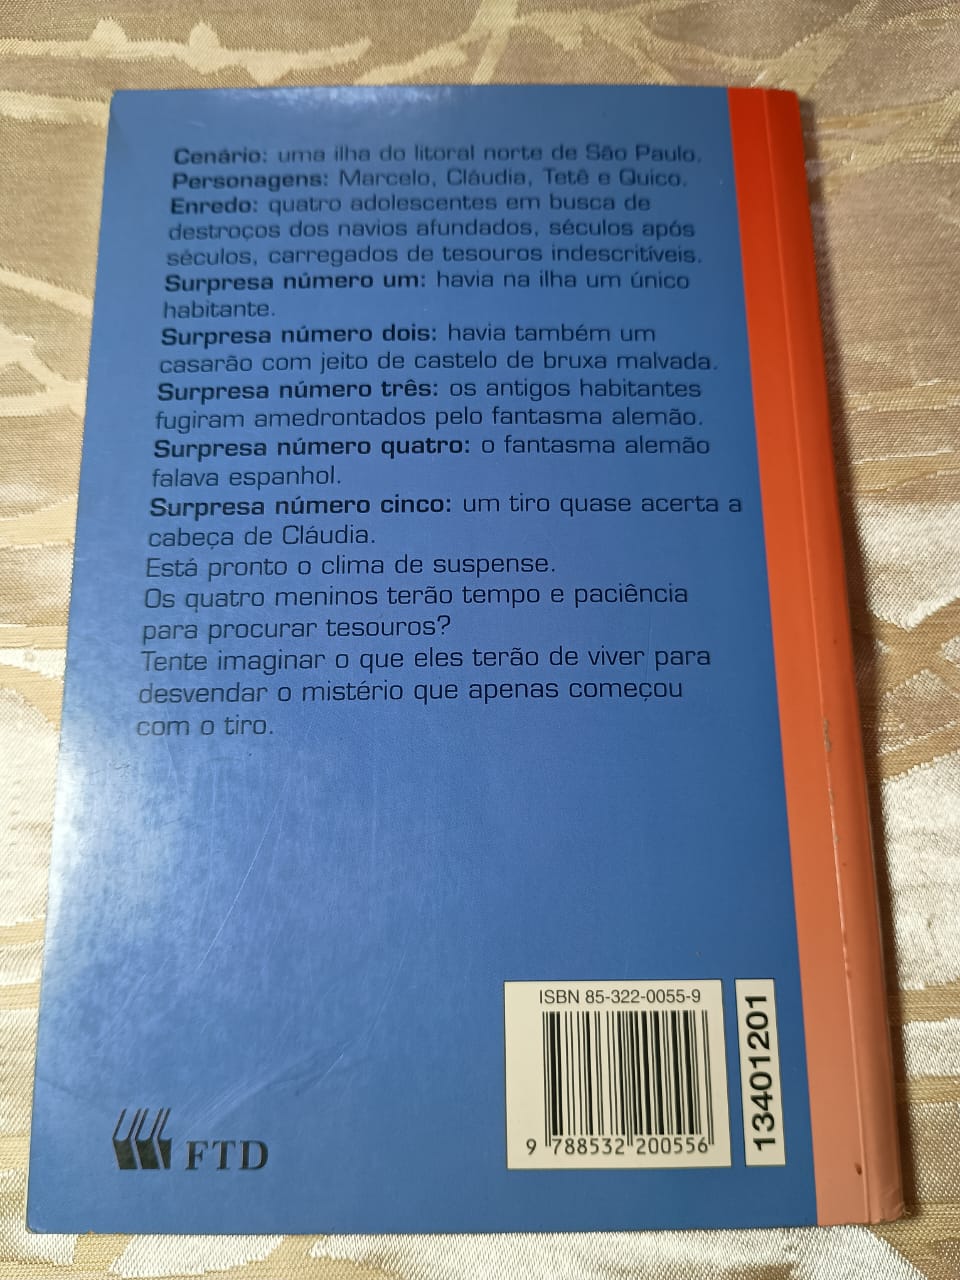 Cenário: uma ilha do litoral norte de São Paulo.
Personagens: Marcelo, Cláudia, Tetê e Quico.
Enredo: quatro adolescentes em busca de
destroços dos navios afundados, séculos após
séculos, carregados de tesouros indescritíveis.
Surpresa número um: havia na ilha um único
habitante.
Surpresa número dois: havia também um
casarão com jeito de castelo de bruxa malvada.
Surpresa número três: os antigos habitantes
fugiram amedrontados pelo fantasma alemão.
Surpresa número quatro: o fantasma alemão
falava espanhol.
Surpresa número cinco: um tiro quase acerta a
cabeça de Cláudia.
Está pronto o clima de suspense.
Os quatro meninos terão tempo e paciência
para procurar tesouros?
Tente imaginar o que eles terão de viver para
desvendar o mistério que apenas começou
com o tiro.
ISBN 85-322-0055-9
9 788532 200556
13401201
FTD